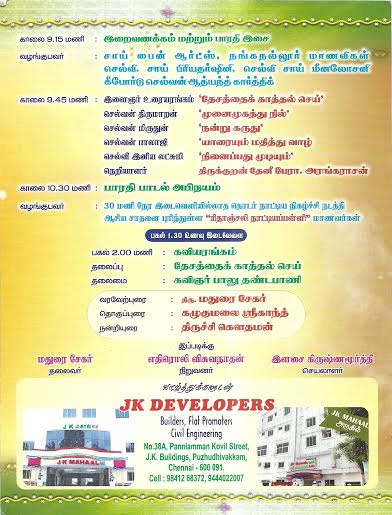 காலை 9.15 மணி : இறைவணக்கம் மற்றும் பாரதி இசை
வழங்குபவர் : சாய் பைன் ஆர்ட்ஸ், நங்கநல்லூர் மாணவிகள்
செல்வி. சாய் பிரியதர்ஷினி, செல்வி சாய் மீனலோசனி
கீபோர்டு செல்வன் ஆத்யந்த் கார்த்திக்
காலை 9.45 மணி : இளைஞர் உரையரங்கம் 'தேசத்தைக் காத்தல் செய்'
செல்வன் திருமாறன் 'முனைமுகத்து நில்'
செல்வன் மிருதுன் 'நன்று கருது'
செல்வன் பாலாஜி 'யாரையும் மதித்து வாழ்'
செல்வி இனிய லட்சுமி 'நினைப்பது முடியும்'
நெறியாளர் திருக்குறள் தேனீ பேரா. அரங்கராசன்
காலை 10.30 மணி : பாரதி பாடல் அபிநயம்
வழங்குபவர் : 30 மணி நேர இடைவெளியில்லாத தொடர் நாட்டிய நிகழ்ச்சி நடத்தி
ஆசிய சாதனை புரிந்துள்ள "ரிதாஞ்சலி நாட்டியப்பள்ளி" மாணவர்கள்
பகல் 1.30 உணவு இடைவேளை
பகல் 2.00 மணி : கவியரங்கம்
தலைப்பு : தேசத்தைக் காத்தல் செய்
தலைமை : கவிஞர் பாலு தண்டபாணி
வரவேற்புரை : திரு. மதுரை சேகர்
தொகுப்புரை : கழுகுமலை ஸ்ரீகாந்த்
நன்றியுரை : திருச்சி கௌதமன்
இப்படிக்கு
மதுரை சேகர் எதிரொலி விசுவநாதன் இளசை கிருஷ்ணமூர்த்தி
தலைவர் நிறுவனர் செயலாளர்
வாழ்த்துக்களுடன்
JK DEVELOPERS
Builders, Flat Promoters
Civil Engineering
No.38A, Panniamman Kovil Street,
J.K. Buildings, Puzhudhivakkam,
Chennai - 600 091.
Cell : 98412 68372, 9444022007
J.K.MAHAAL
JK MAHAAL
அருகில்